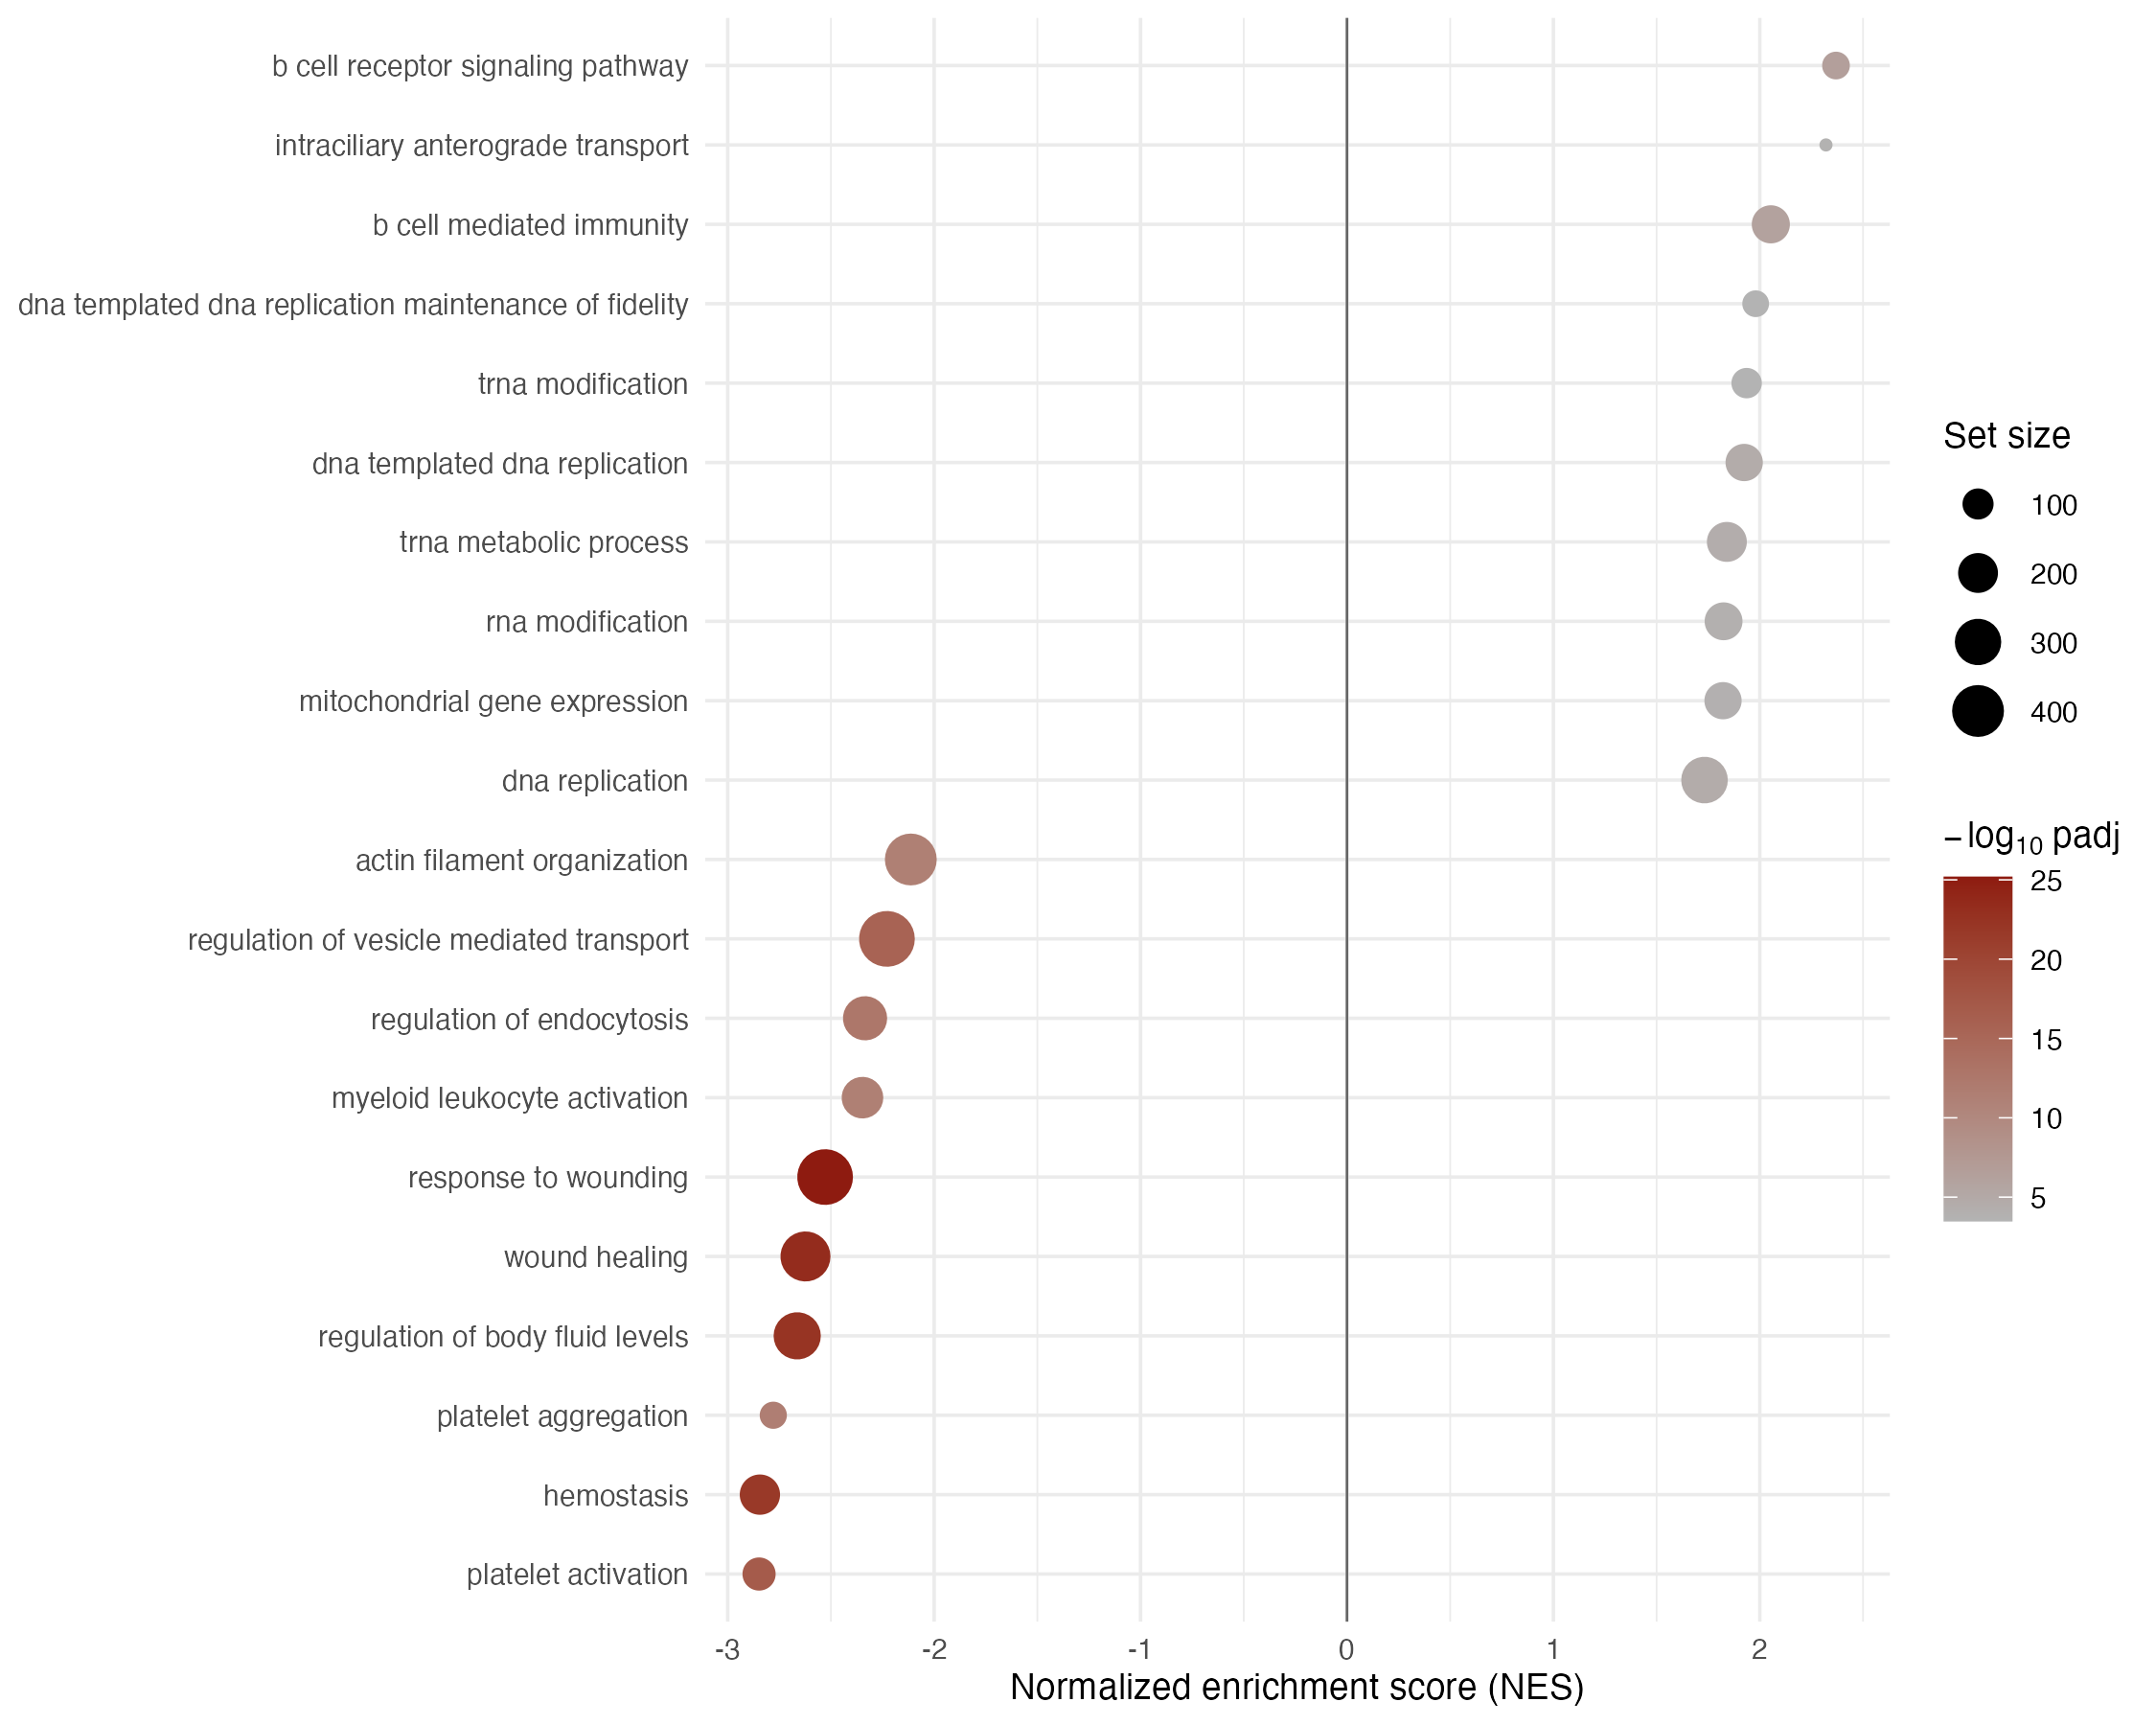 b cell receptor signaling pathway
intraciliary anterograde transport
b cell mediated immunity
dna templated dna replication maintenance of fidelity
trna modification
dna templated dna replication
trna metabolic process
rna modification
mitochondrial gene expression
dna replication
actin filament organization
regulation of vesicle mediated transport
regulation of endocytosis
myeloid leukocyte activation
response to wounding
wound healing
regulation of body fluid levels
platelet aggregation
hemostasis
platelet activation
-3 -2 -1 0 1 2
Normalized enrichment score (NES)
Set size
100
200
300
400
−log₁₀ padj
25
20
15
10
5